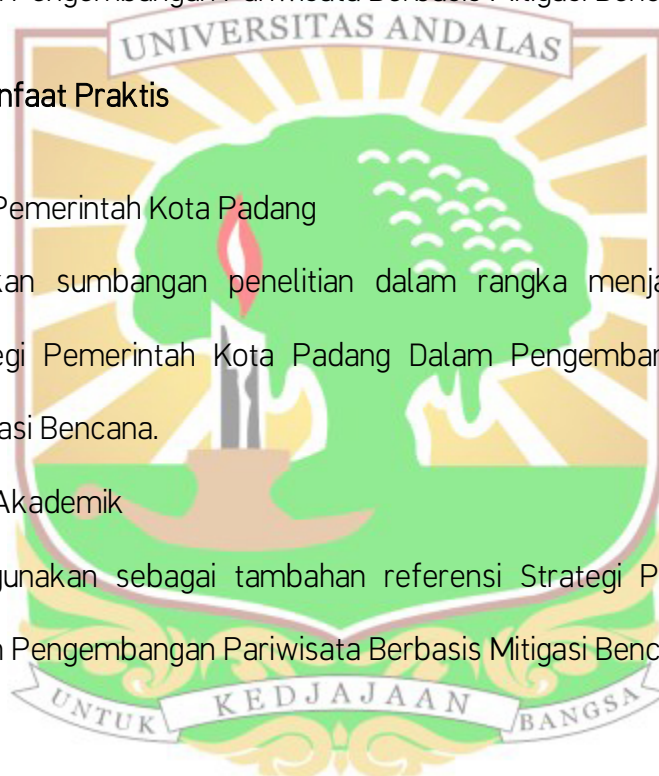 Pengembangan Pariwisata Berbasis Mitigasi
UNIVERSITAS ANDALAS
nfaat Praktis
Pemerintah Kota Padang
kan sumbangan penelitian dalam rangka menja
egi Pemerintah Kota Padang Dalam Pengembar
asi Bencana.
Akademik
gunakan sebagai tambahan referensi Strategi P
n Pengembangan Pariwisata Berbasis Mitigasi Benc
UNTUK KEDJAJAAN BANGSA